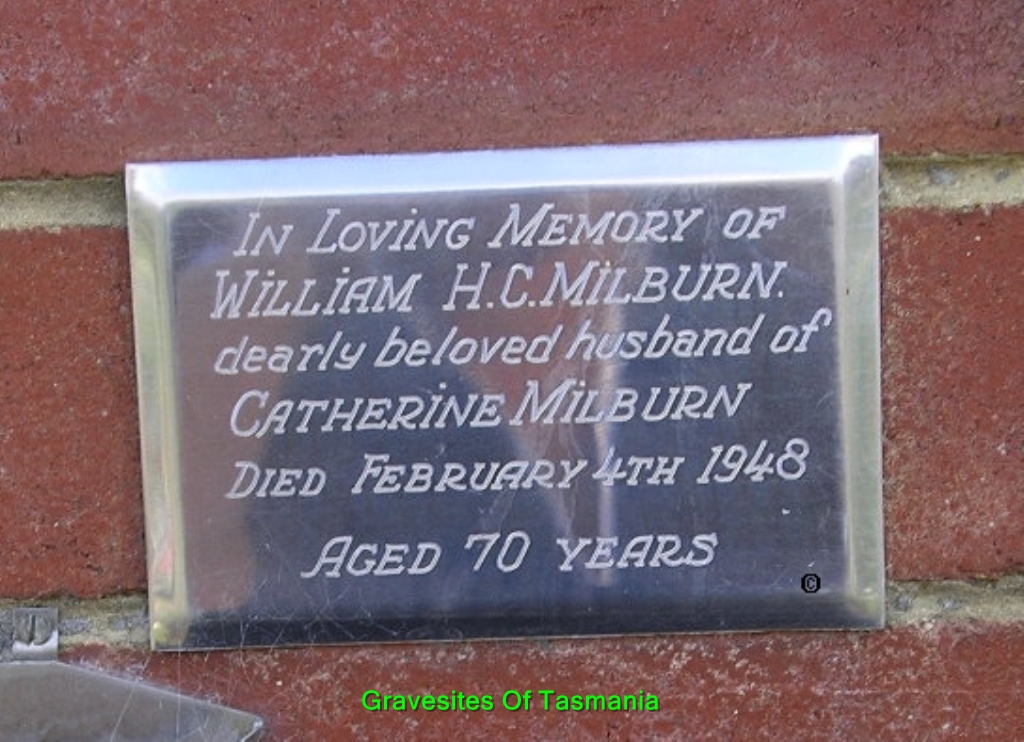 In Loving Memory of
William H.C. Milburn.
dearly beloved husband of
Catherine Milburn
Died February 4th 1948
Aged 70 years
©
Gravesites Of Tasmania